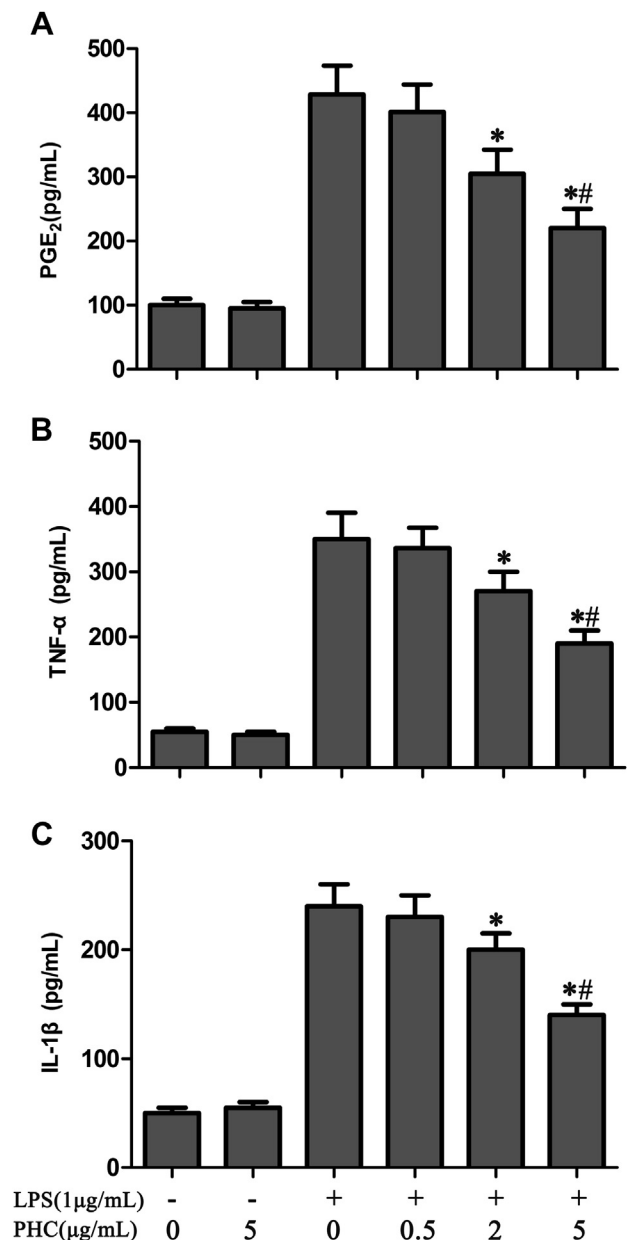 A
500
400
300
200
100
0
PGE₂(pg/mL)
*
*#
B
500
400
300
200
100
0
TNF-α (pg/mL)
*
*#
C
300
200
100
0
IL-1β (pg/mL)
*
*#
LPS(1μg/mL) - - + + + +
PHC(μg/mL) 0 5 0 0.5 2 5